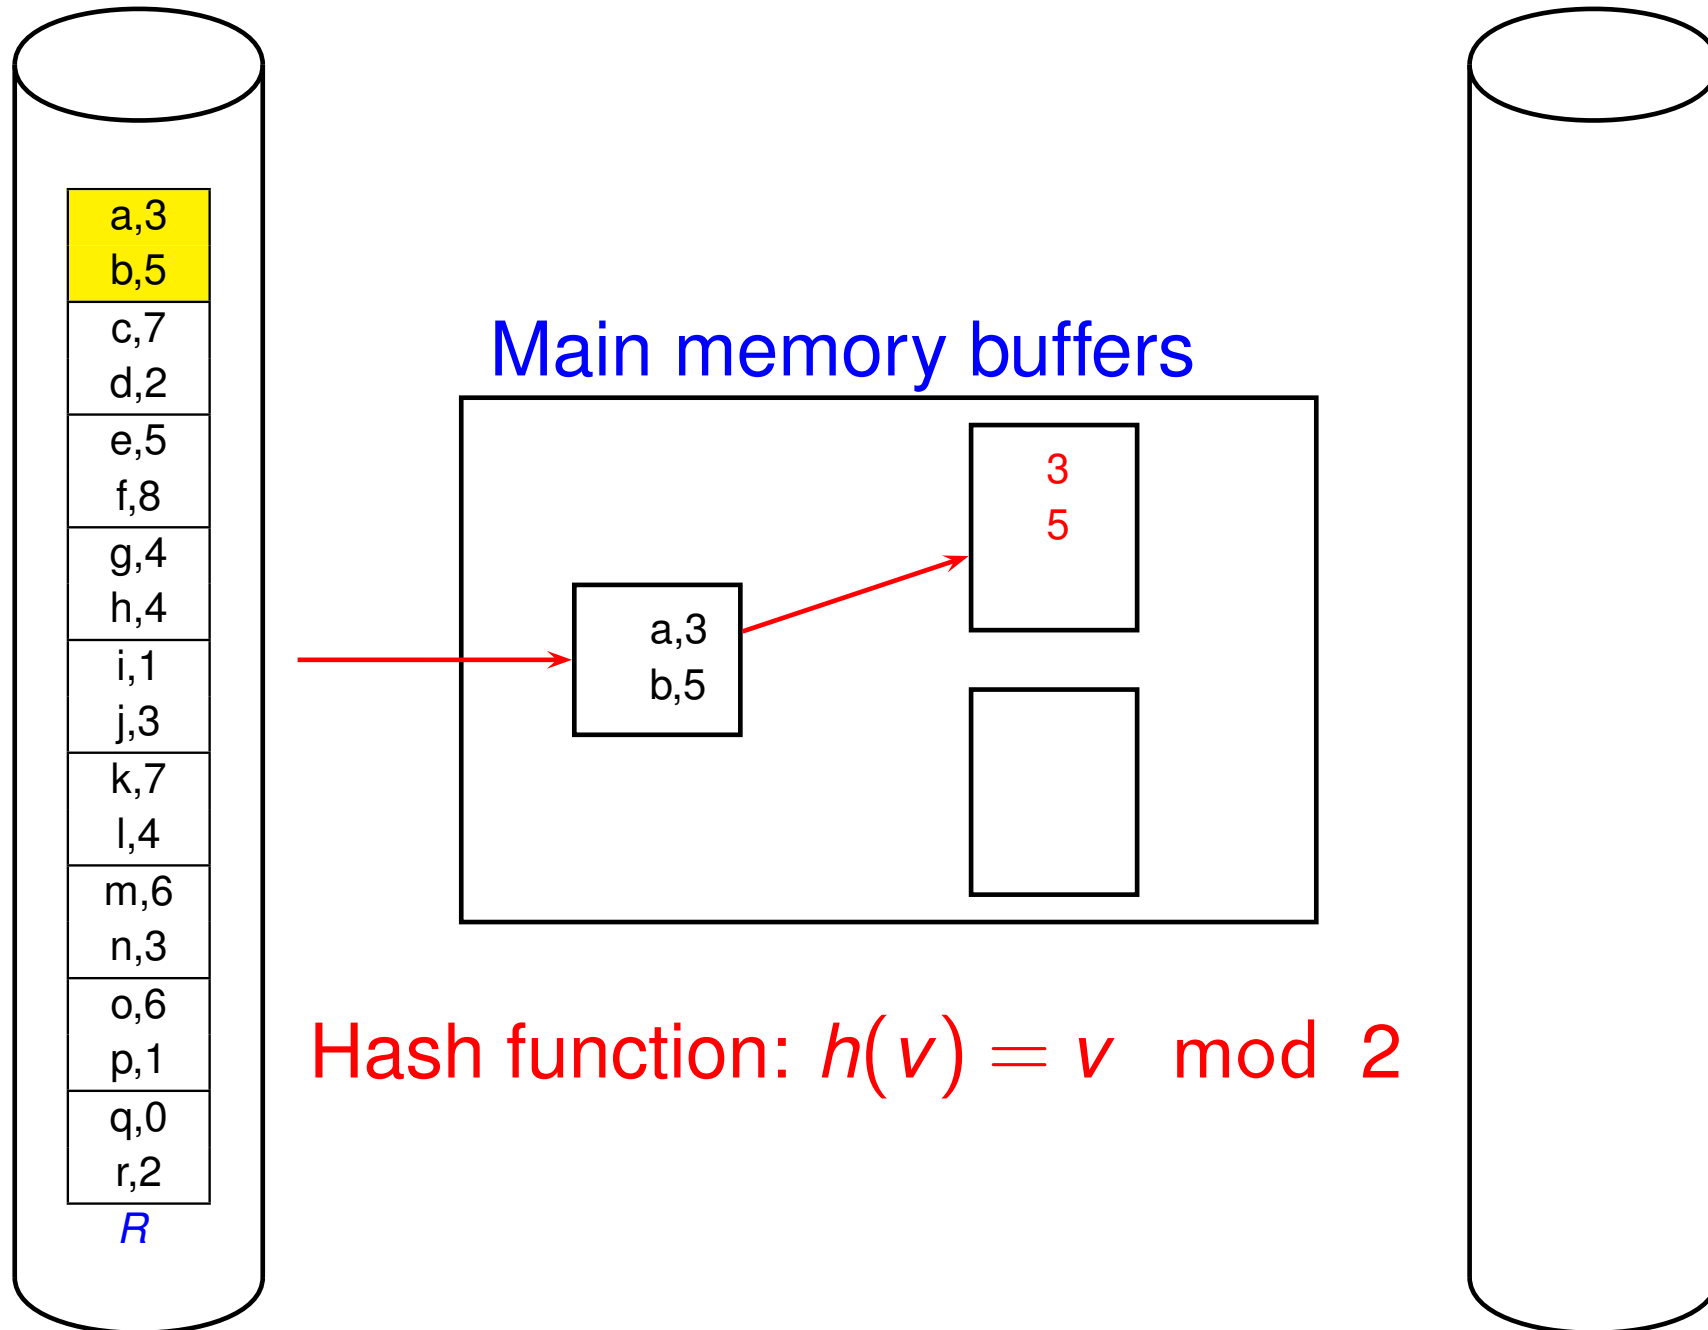 a,3
b,5
c,7
d,2
e,5
f,8
g,4
h,4
i,1
j,3
k,7
l,4
m,6
n,3
o,6
p,1
q,0
r,2
R
Main memory buffers
a,3
b,5
3
5
Hash function: h(v) = v mod 2